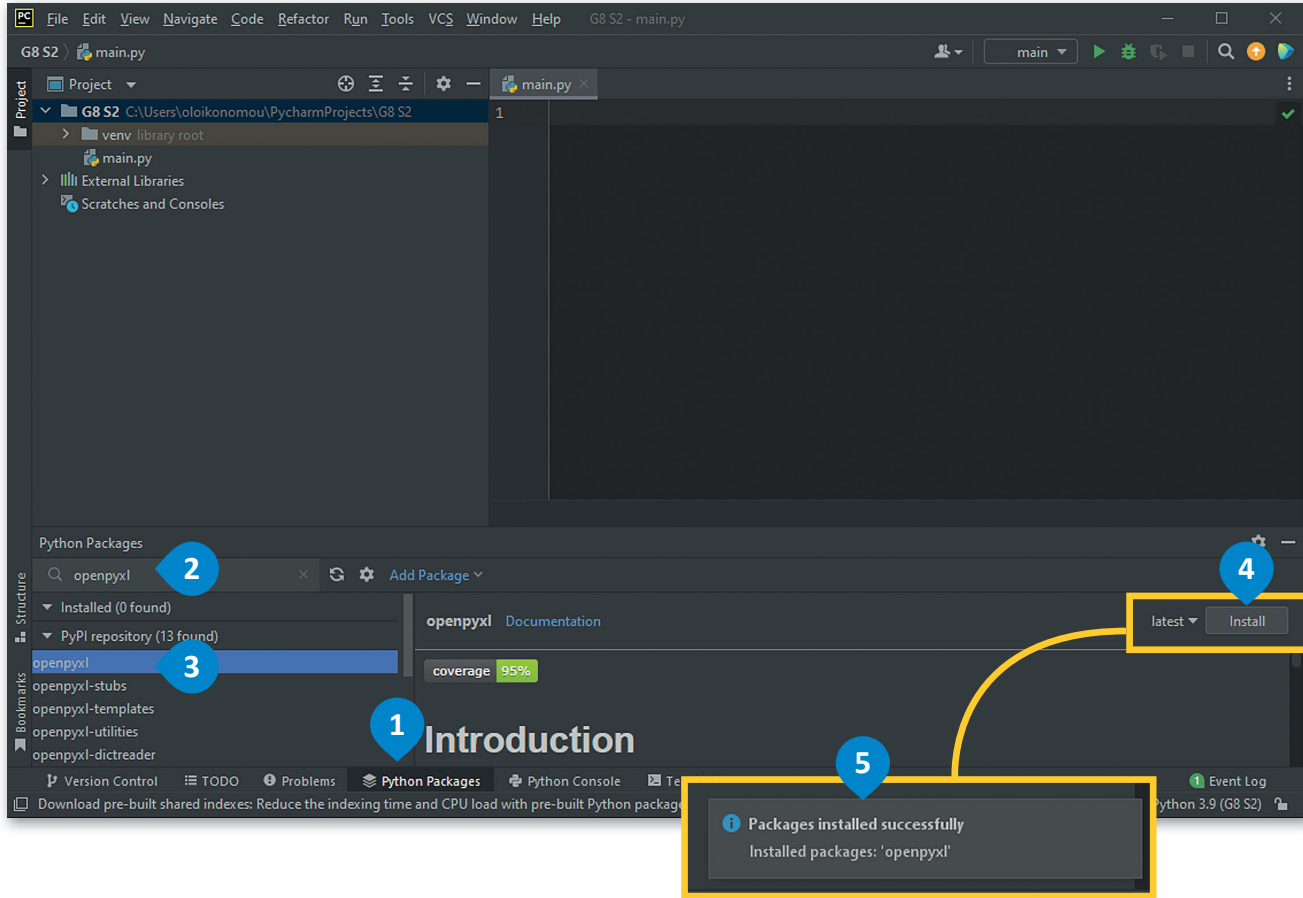 PC File Edit View Navigate Code Refactor Run Tools VCS Window Help G8 S2 - main.py
G8 S2 main.py main
Project
Project
main.py
G8 S2 C:\Users\oloikonomou\PycharmProjects\G8 S2
1
venv library root
main.py
External Libraries
Scratches and Consoles
Python Packages
openpyxl
2
Add Package
4
Structure
Installed (0 found)
openpyxl Documentation
latest Install
PyPI repository (13 found)
openpyxl
3
coverage 95%
openpyxl-stubs
Bookmarks
openpyxl-templates
1
openpyxl-utilities
Introduction
openpyxl-dictreader
5
Version Control TODO Problems Python Packages Python Console Te
1 Event Log
Download pre-built shared indexes: Reduce the indexing time and CPU load with pre-built Python package
Python 3.9 (G8 S2)
Packages installed successfully
Installed packages: 'openpyxl'